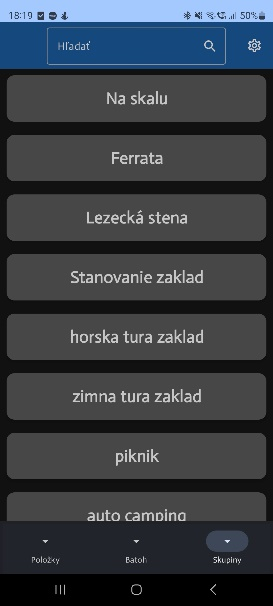 18:19
50%
Hľadať
Na skalu
Ferrata
Lezecká stena
Stanovanie zaklad
horska tura zaklad
zimna tura zaklad
piknik
auto camping
Položky
Batoh
Skupiny